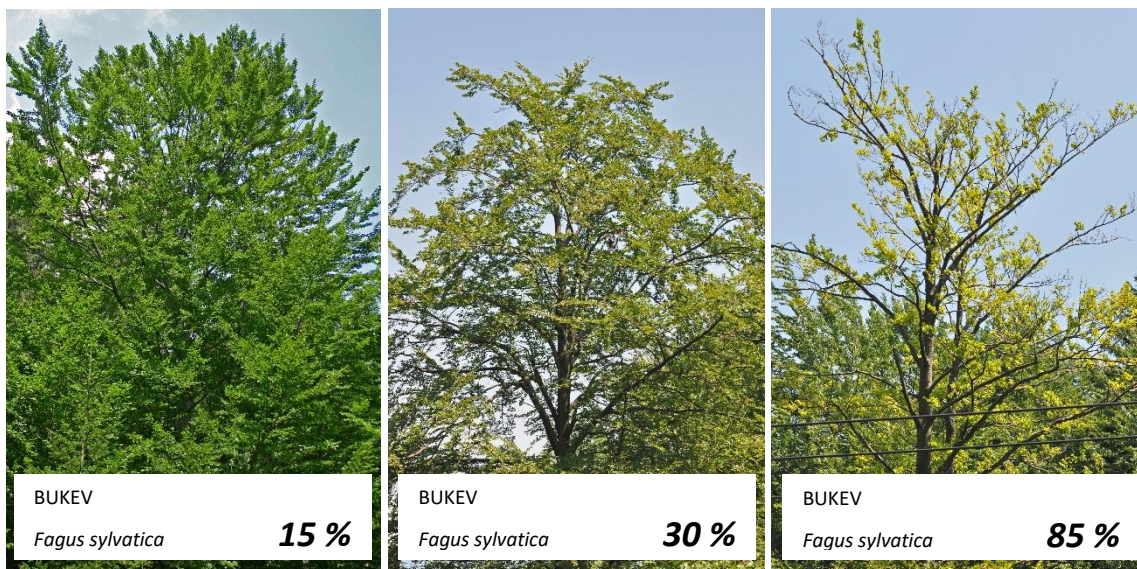 BUKEV
Fagus sylvatica 15 %
BUKEV
Fagus sylvatica 30 %
BUKEV
Fagus sylvatica 85 %